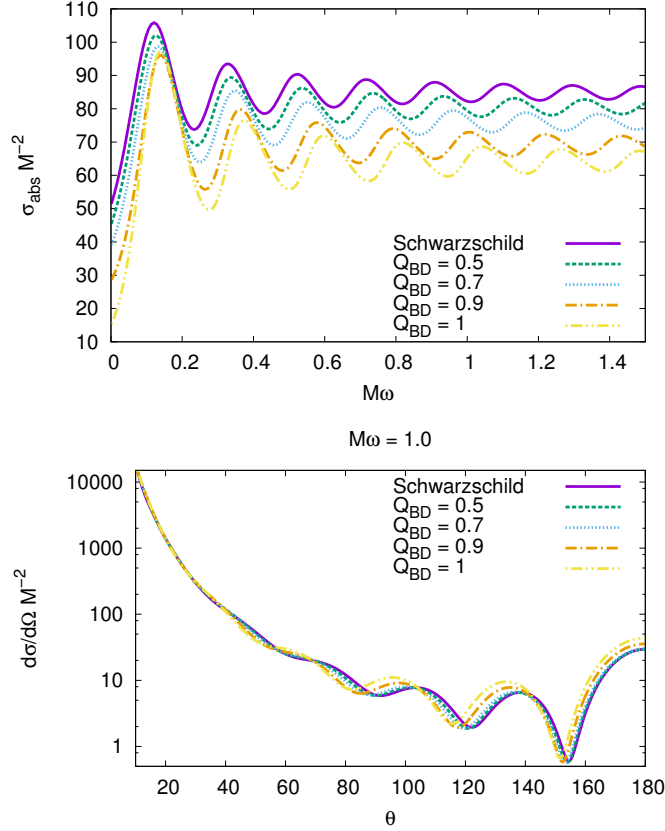 110
100
90
80
70
60
50
40
30
20
10
σabs M⁻²
Schwarzschild
QBD = 0.5
QBD = 0.7
QBD = 0.9
QBD = 1
0 0.2 0.4 0.6 0.8 1 1.2 1.4
Mω
Mω = 1.0
10000
1000
100
10
1
dσ/dΩ M⁻²
Schwarzschild
QBD = 0.5
QBD = 0.7
QBD = 0.9
QBD = 1
20 40 60 80 100 120 140 160 180
θ